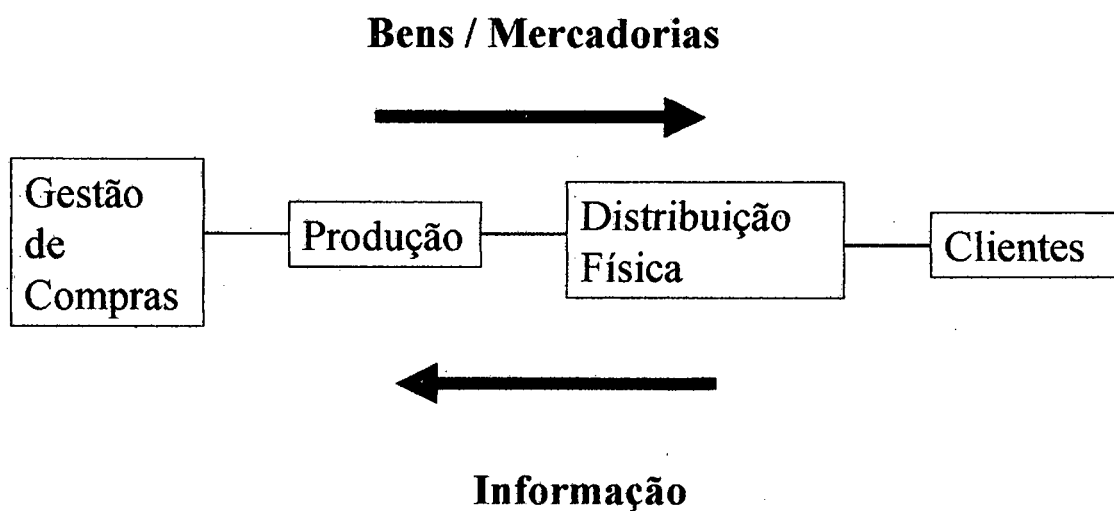 Bens / Mercadorias
Gestão
de
Compras
Produção
Distribuição
Física
Clientes
Informação